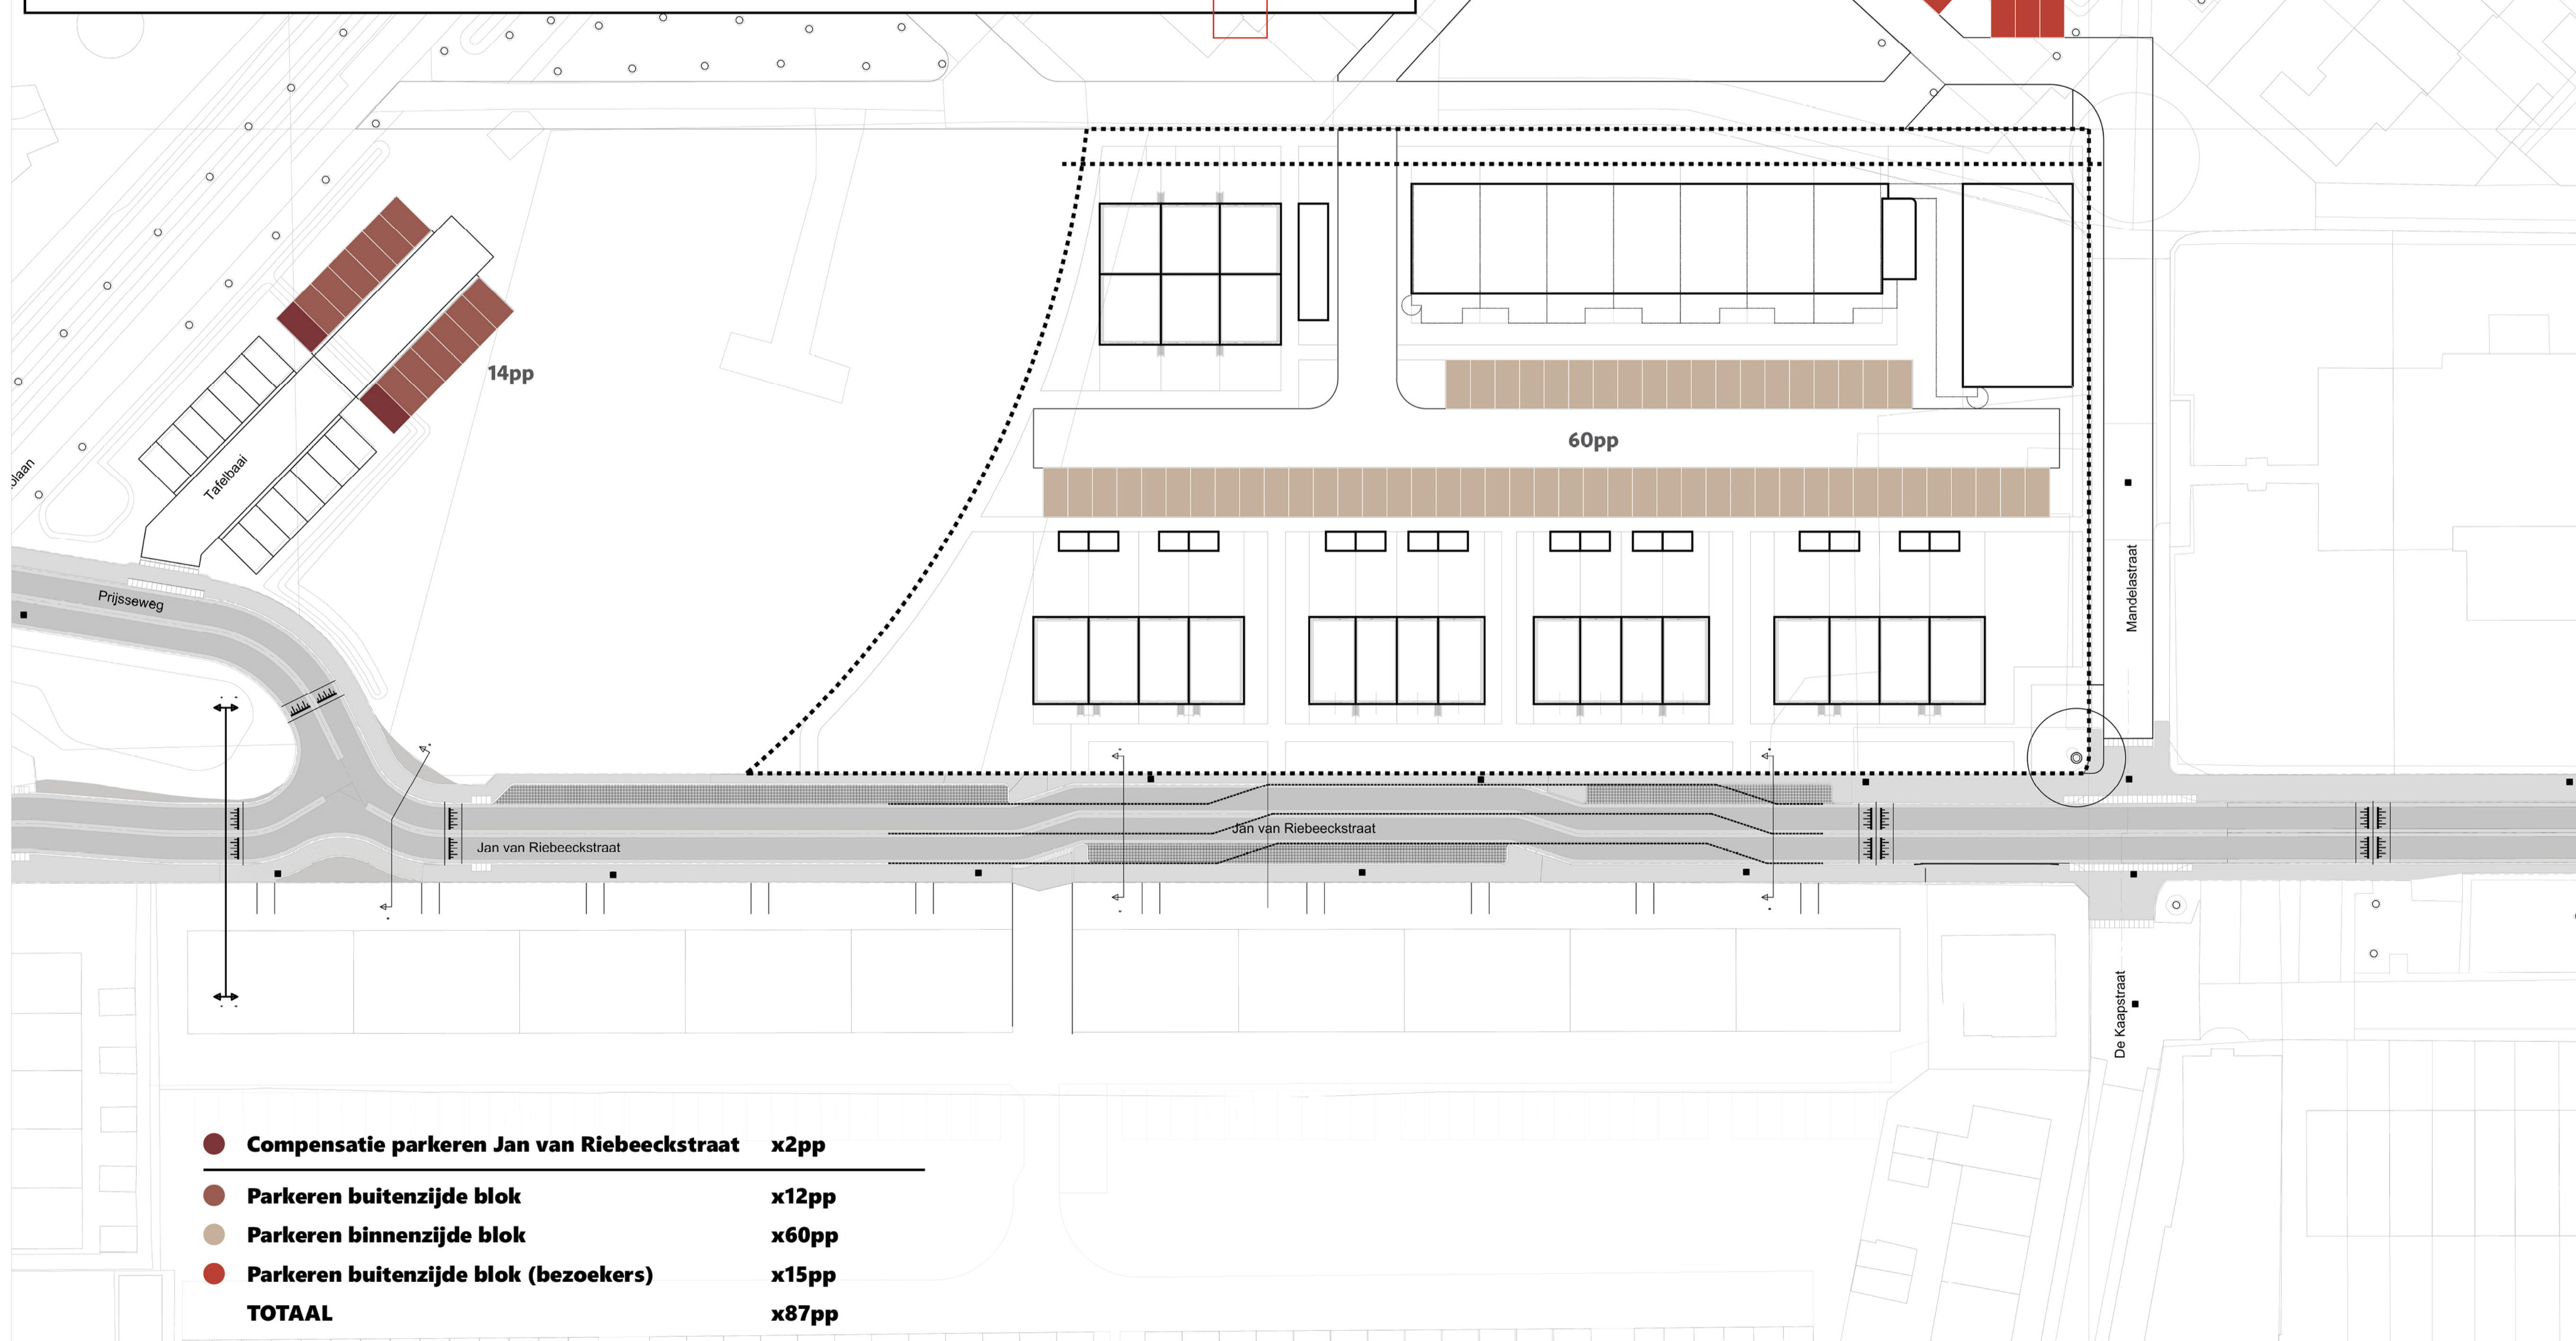 14pp
60pp
Tafelbaai
Prijsseweg
Mandelastraat
Jan van Riebeeckstraat
Jan van Riebeeckstraat
De Kaapstraat
Compensatie parkeren Jan van Riebeeckstraat x2pp
Parkeren buitenzijde blok x12pp
Parkeren binnenzijde blok x60pp
Parkeren buitenzijde blok (bezoekers) x15pp
TOTAAL x87pp